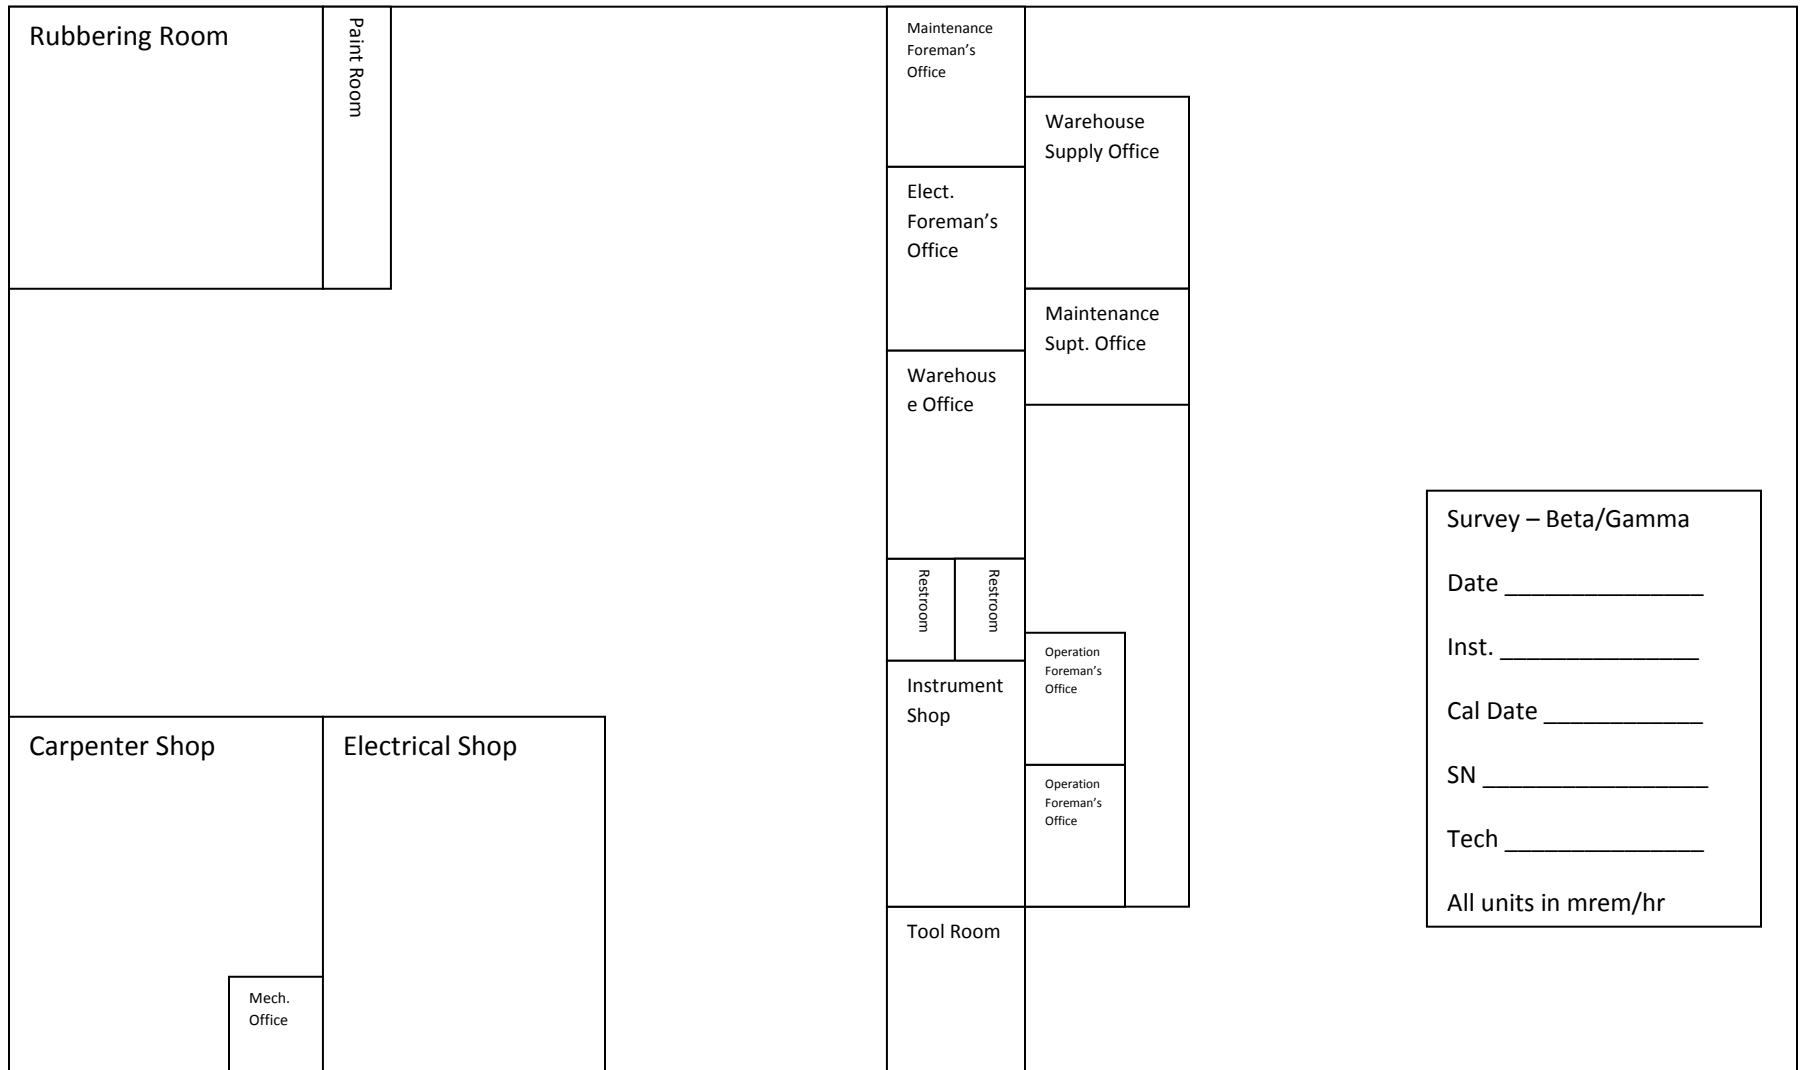 Rubbering Room
Paint Room
Maintenance
Foreman's
Office
Warehouse
Supply Office
Elect.
Foreman's
Office
Maintenance
Supt. Office
Warehous
e Office
Restroom
Restroom
Operation
Foreman's
Office
Instrument
Shop
Operation
Foreman's
Office
Tool Room
Carpenter Shop
Mech.
Office
Electrical Shop
Survey – Beta/Gamma
Date _______________
Inst. _______________
Cal Date ____________
SN _________________
Tech _______________
All units in mrem/hr